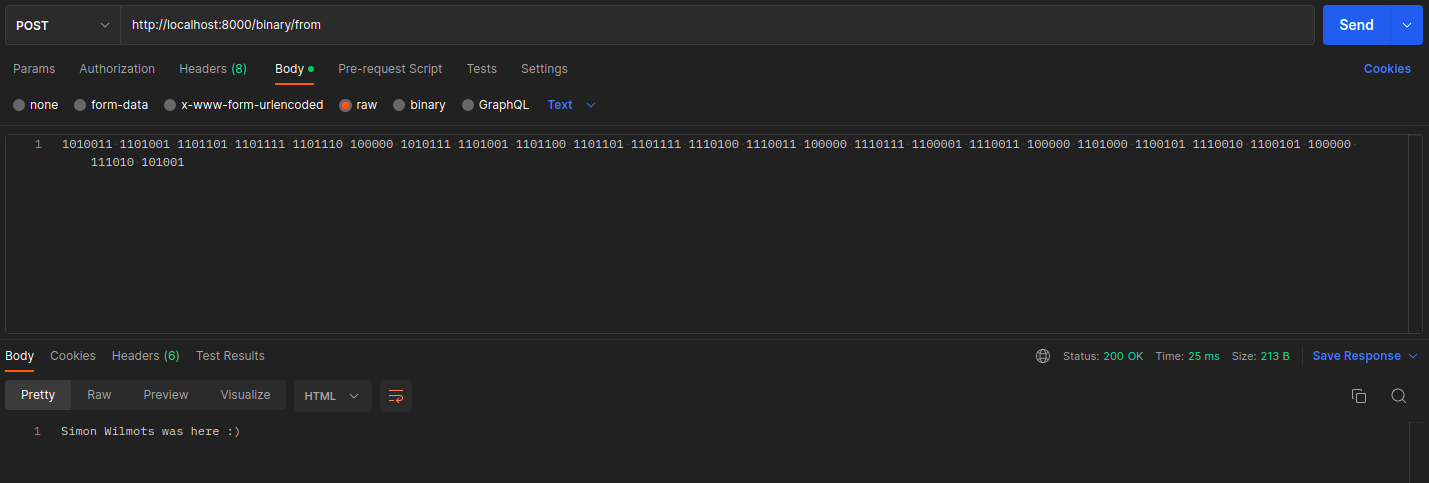 POST http://localhost:8000/binary/from Send
Params Authorization Headers (8) Body Pre-request Script Tests Settings Cookies
none form-data x-www-form-urlencoded raw binary GraphQL Text
1 1010011 1101001 1101101 1101111 1101110 100000 1010111 1101001 1101100 1101101 1101111 1110100 1110011 100000 1110111 1100001 1110011 100000 1101000 1100101 1110010 1100101 100000
111010 101001
Body Cookies Headers (6) Test Results Status: 200 OK Time: 25 ms Size: 213 B Save Response
Pretty Raw Preview Visualize HTML
1 Simon Wilmots was here :)